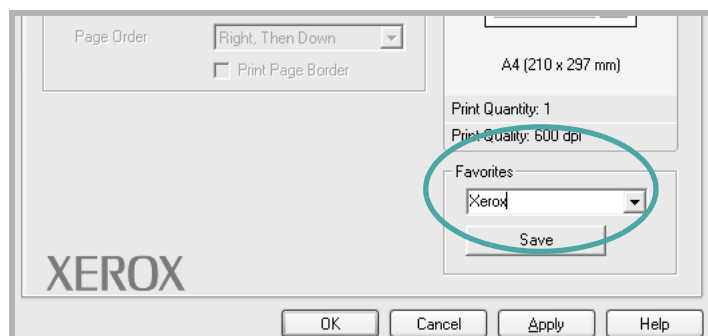 Page Order
Right, Then Down
Print Page Border
A4 (210 x 297 mm)
Print Quantity: 1
Print Quality: 600 dpi
Favorites
Xerox
Save
XEROX
OK Cancel Apply Help